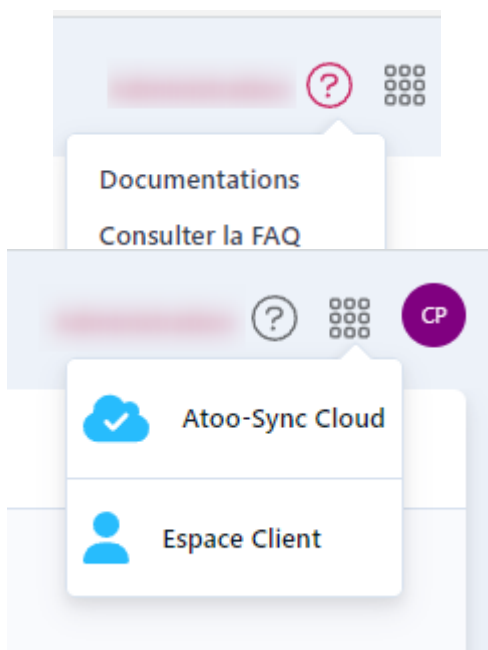 ?
Documentations
Consulter la FAQ
?
CP
Atoo-Sync Cloud
Espace Client